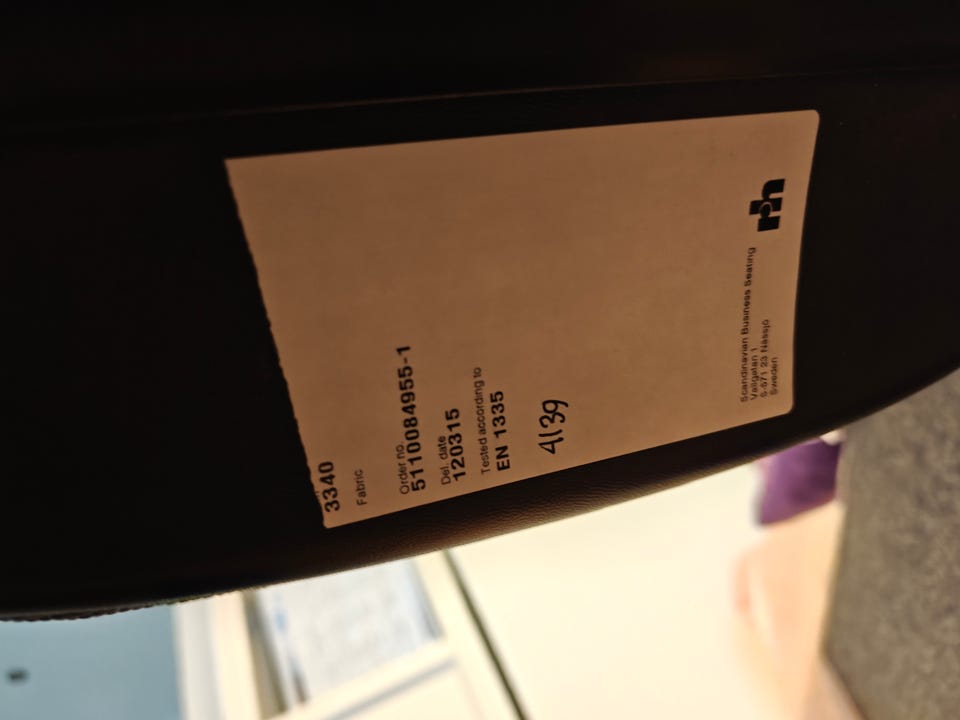 3340
Fabric
Order no.
5110084955-1
Del. date
120315
Tested according to
EN 1335
4139
rh
Scandinavian Business Seating
Vallgatan 1
S-571 23 Nässjö
Sweden